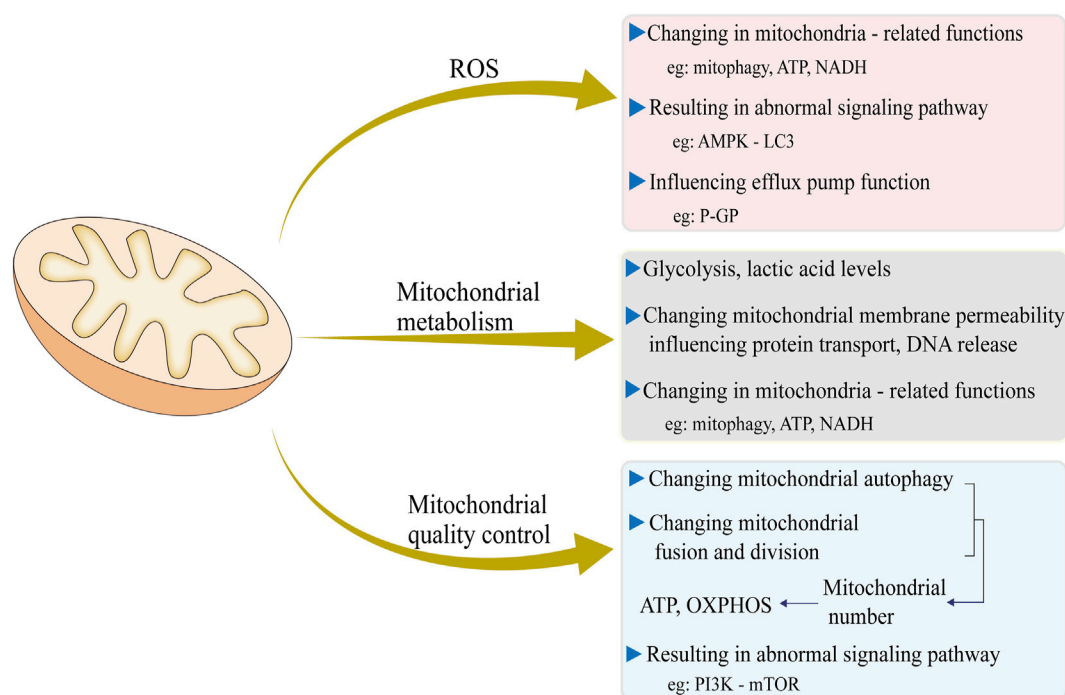 ROS
Changing in mitochondria - related functions
eg: mitophagy, ATP, NADH
Resulting in abnormal signaling pathway
eg: AMPK - LC3
Influencing efflux pump function
eg: P-GP
Mitochondrial
metabolism
Glycolysis, lactic acid levels
Changing mitochondrial membrane permeability
influencing protein transport, DNA release
Changing in mitochondria - related functions
eg: mitophagy, ATP, NADH
Mitochondrial
quality control
Changing mitochondrial autophagy
Changing mitochondrial
fusion and division
Mitochondrial
number
ATP, OXPHOS
Resulting in abnormal signaling pathway
eg: PI3K - mTOR